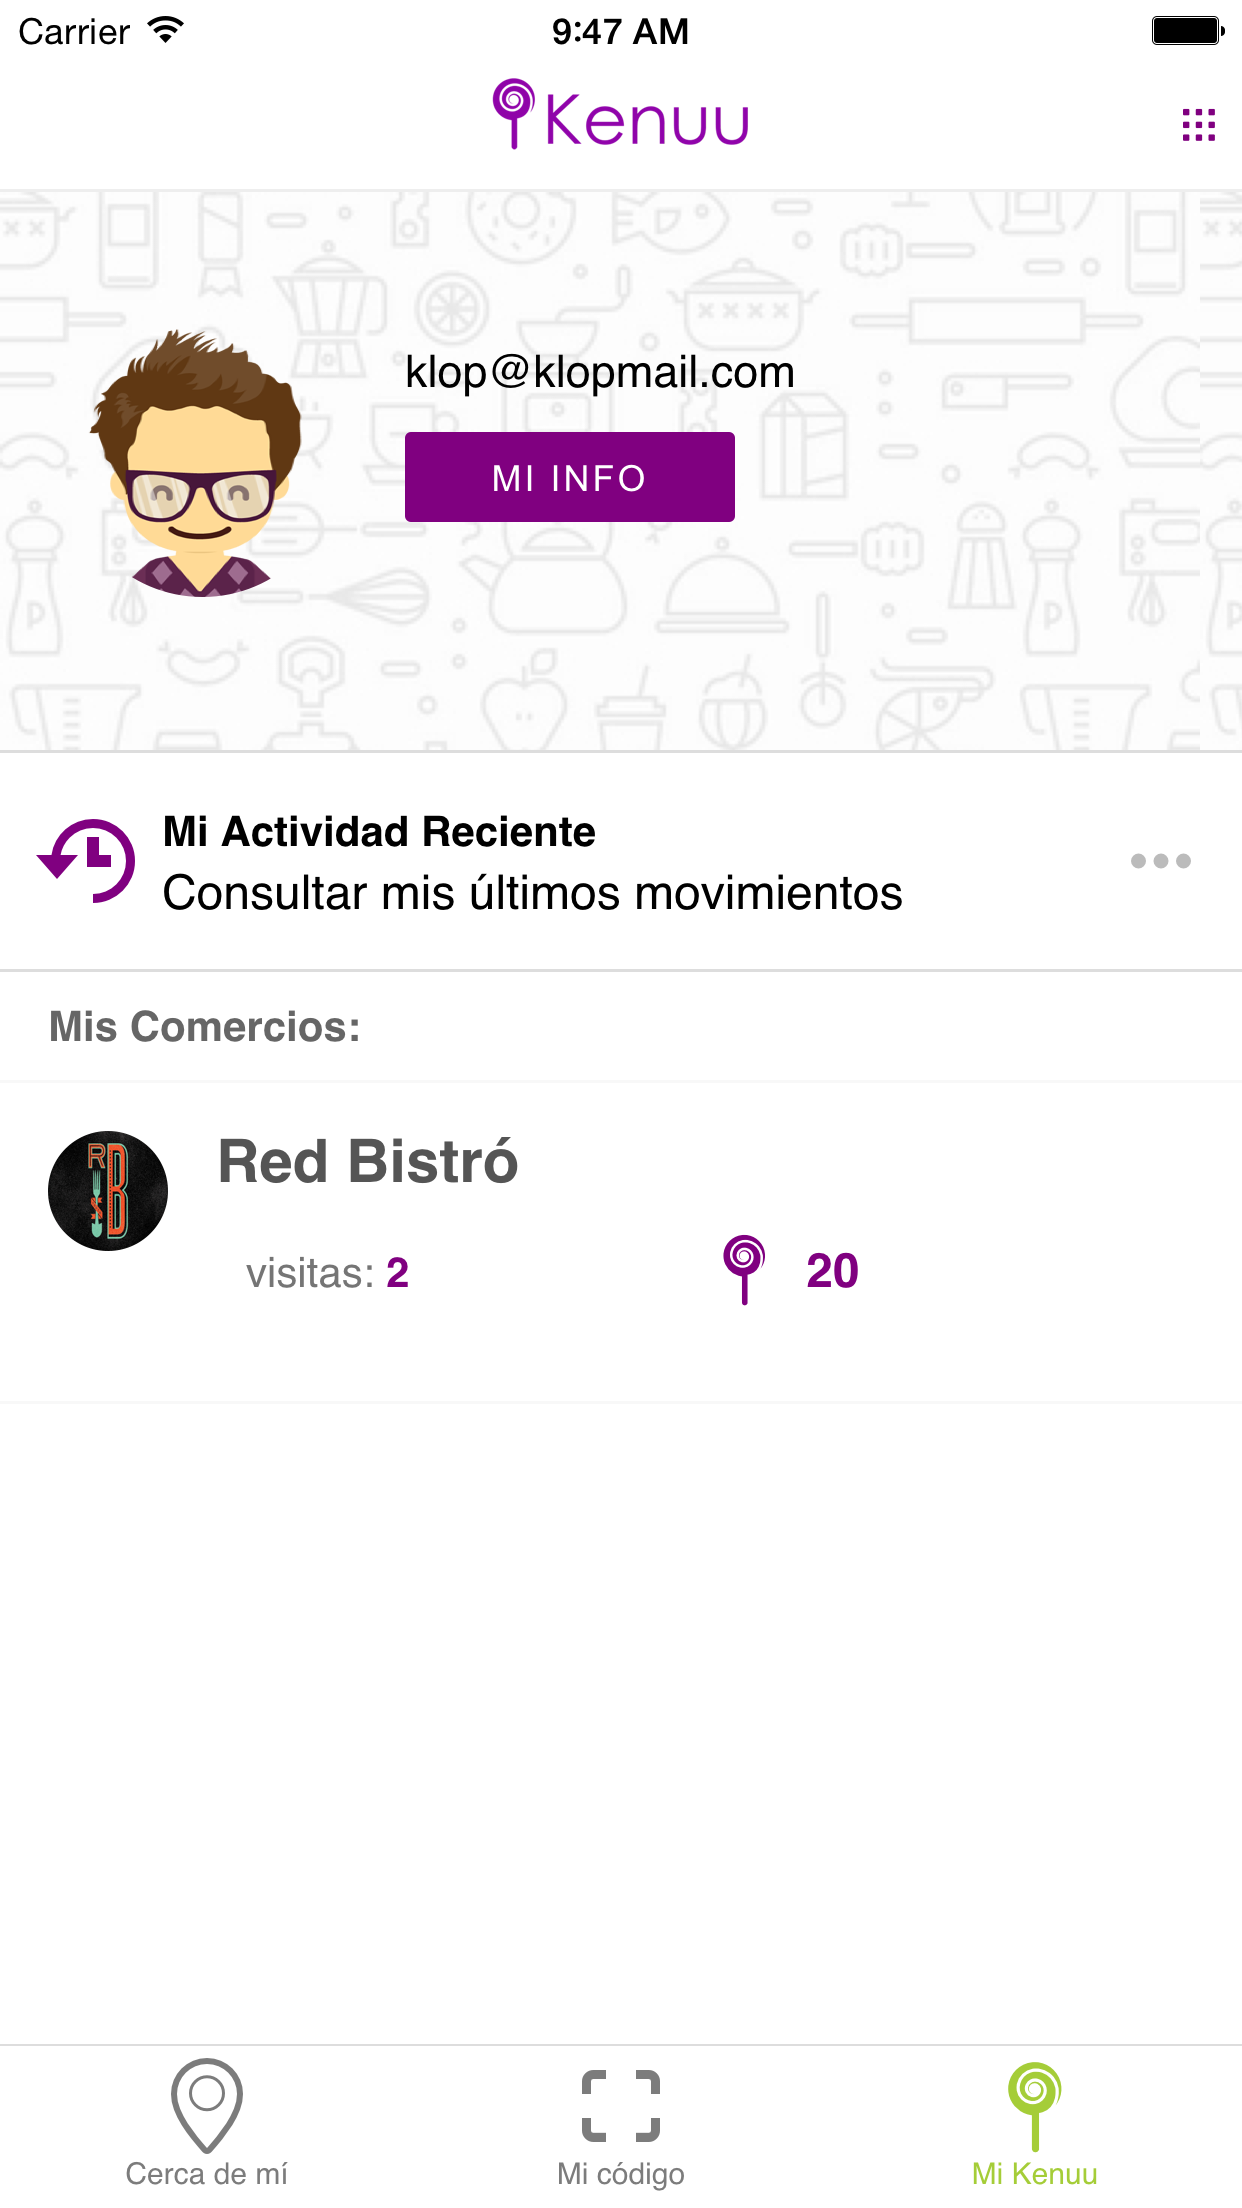 Carrier 9:47 AM
Kenuu
klop@klopmail.com
MI INFO
Mi Actividad Reciente
Consultar mis últimos movimientos
Mis Comercios:
RB
Red Bistró
visitas: 2 20
Cerca de mí Mi código Mi Kenuu